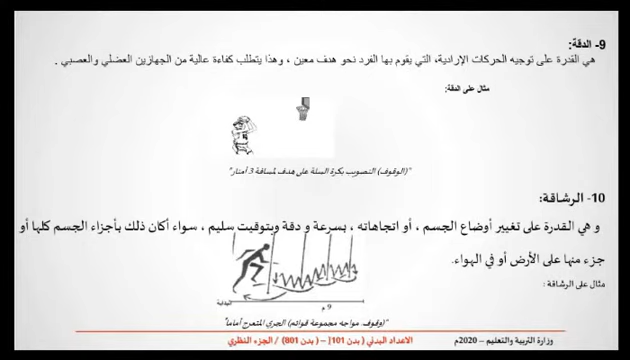 9- الدقة:
هي القدرة على توجيه الحركات الإرادية، التي يقوم بها الفرد نحو هدف معين ، وهذا يتطلب كفاءة عالية من الجهازين العضلي والعصبي .
مثال على الدقة:
"(الوقوف) التصويب بكرة السلة على هدف لمسافة 3 أمتار"
10- الرشاقة:
و هي القدرة على تغيير أوضاع الجسم ، أو اتجاهاته ، بسرعة و دقة وبتوقيت سليم ، سواء أكان ذلك بأجزاء الجسم كلها أو
جزء منها على الأرض أو في الهواء.
مثال على الرشاقة :
البداية
9 م
"(وقوف. مواجه مجموعة قوائم) الجري المتعرج أماما"
وزارة التربية والتعليم – 2020م
الاعداد البدني ( بدن 101) – ( بدن 801) / الجزء النظري